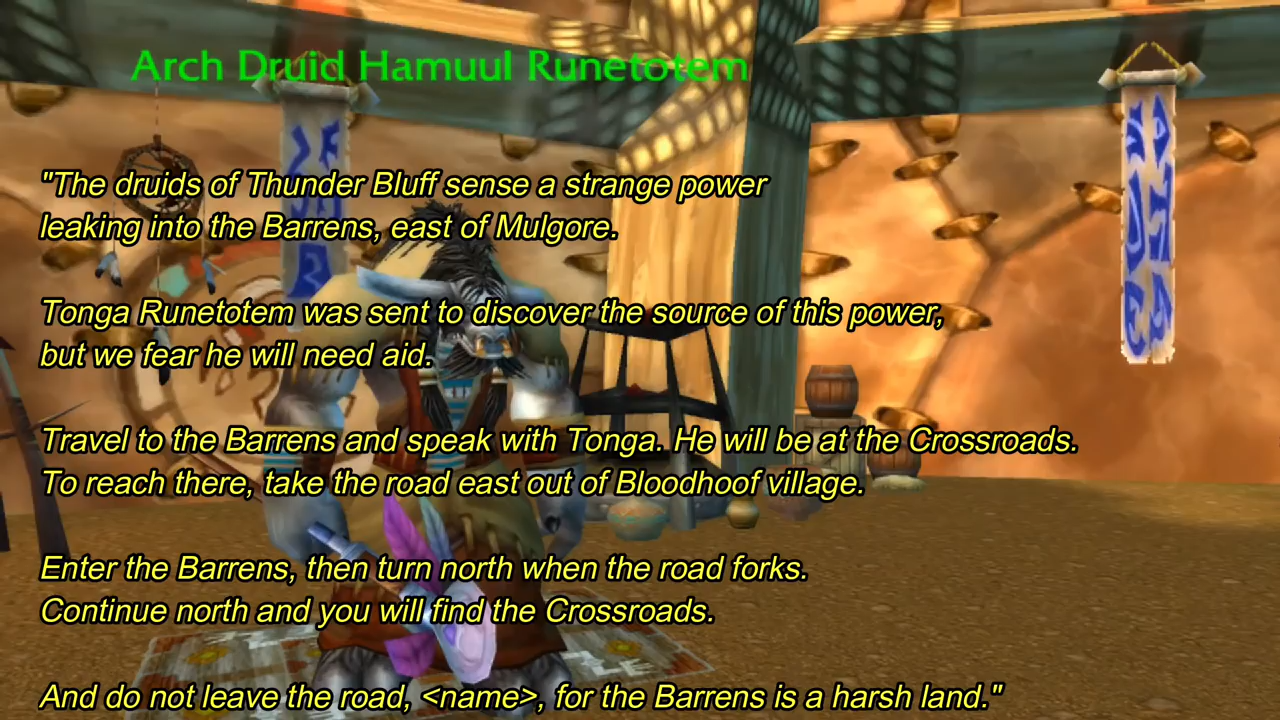 Arch Druid Hamuul Runetotem
"The druids of Thunder Bluff sense a strange power
leaking into the Barrens, east of Mulgore.
Tonga Runetotem was sent to discover the source of this power,
but we fear he will need aid.
Travel to the Barrens and speak with Tonga. He will be at the Crossroads.
To reach there, take the road east out of Bloodhoof village.
Enter the Barrens, then turn north when the road forks.
Continue north and you will find the Crossroads.
And do not leave the road, <name>, for the Barrens is a harsh land."